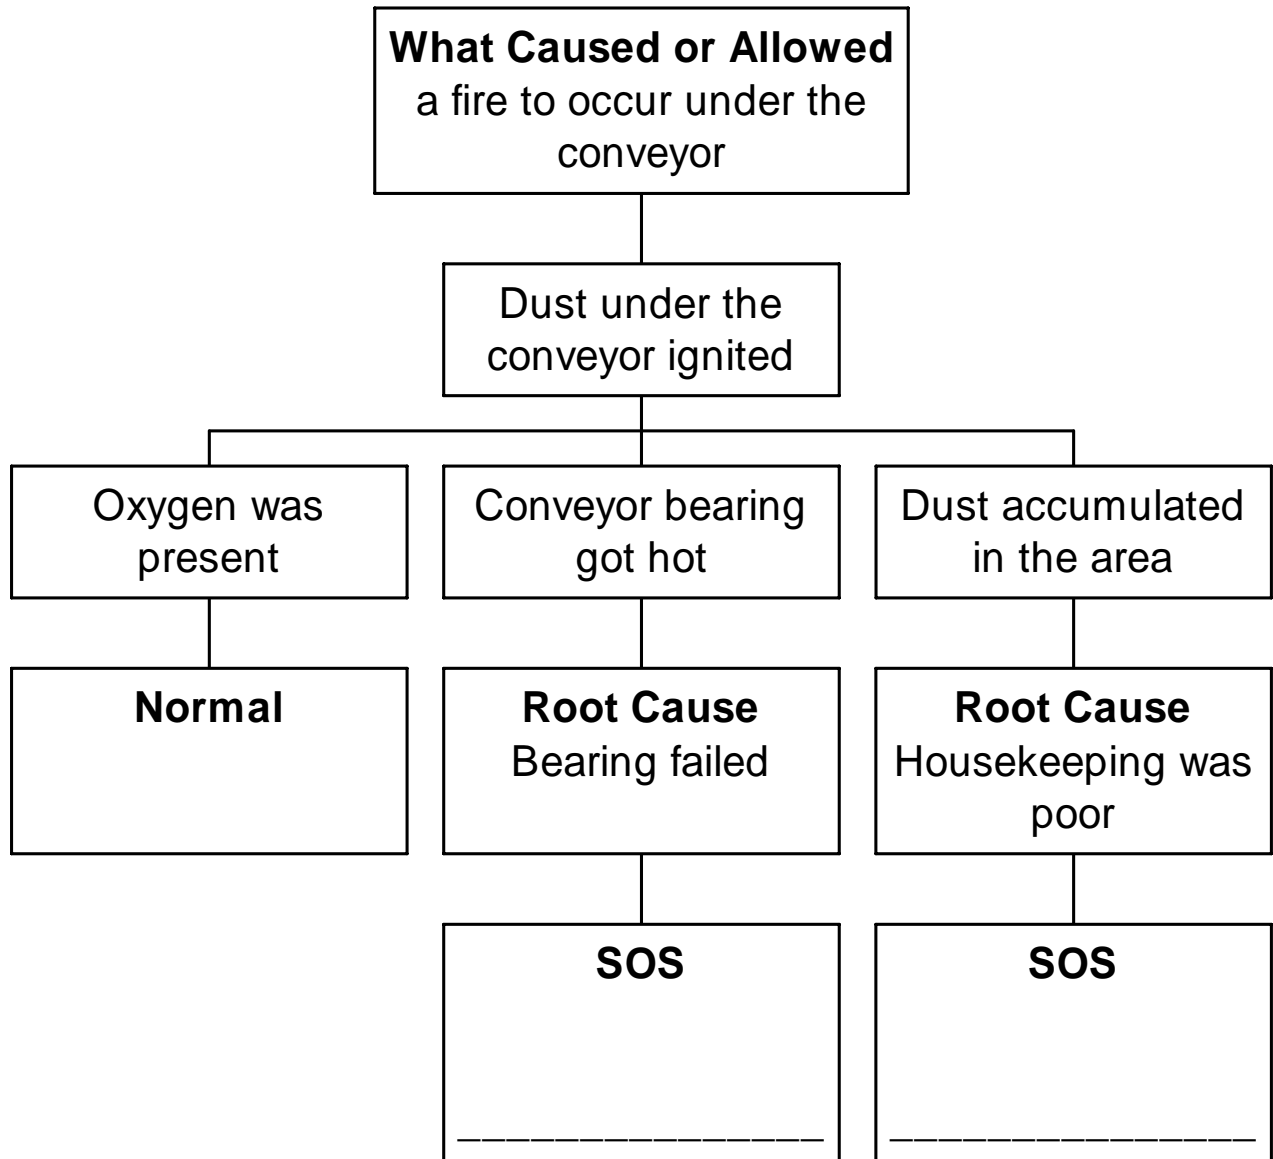 What Caused or Allowed
a fire to occur under the
conveyor
Dust under the
conveyor ignited
Oxygen was
present
Conveyor bearing
got hot
Dust accumulated
in the area
Normal
Root Cause
Bearing failed
Root Cause
Housekeeping was
poor
SOS
_______________
SOS
_______________